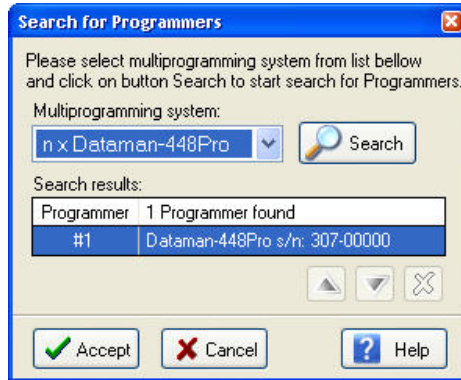 Search for Programmers
Please select multiprogramming system from list bellow
and click on button Search to start search for Programmers.
Multiprogramming system:
n x Dataman-448Pro
Search
Search results:
Programmer 1 Programmer found
#1 Dataman-448Pro s/n: 307-00000
Accept
Cancel
? Help